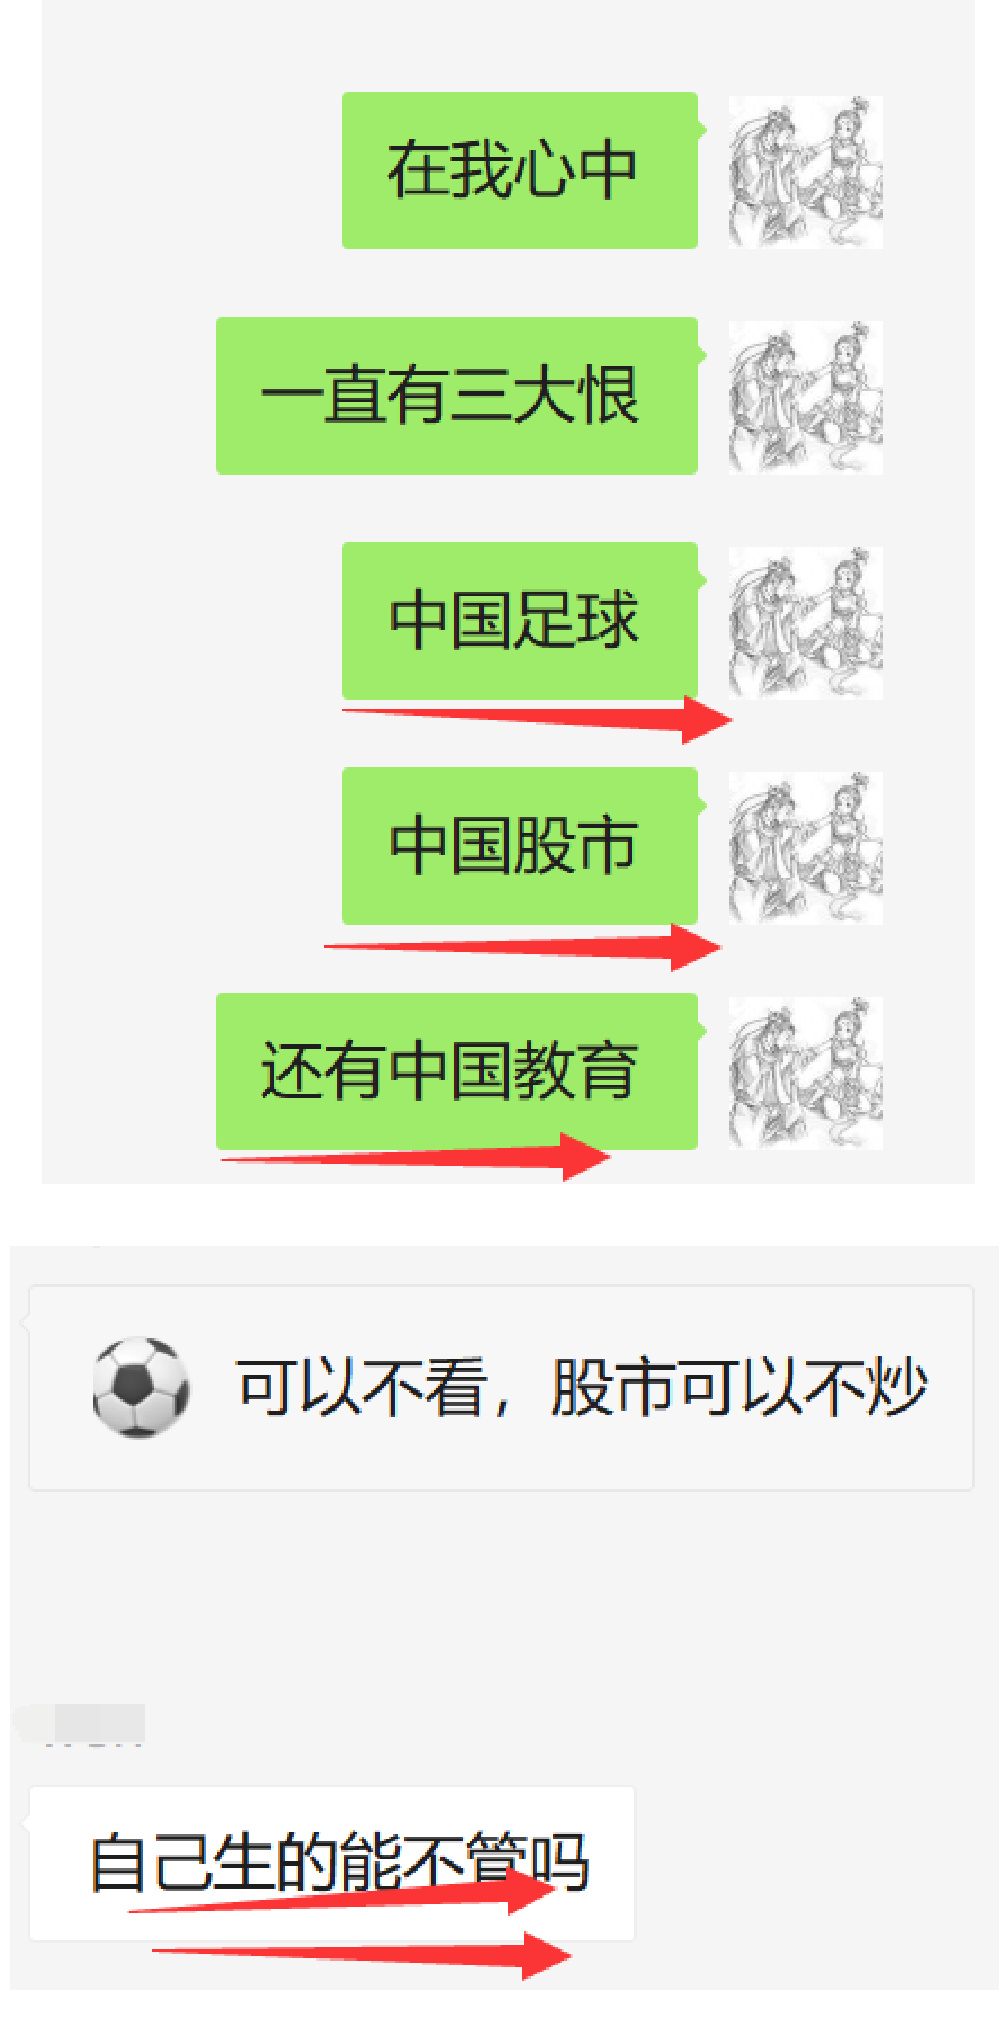 在我心中
一直有三大恨
中国足球
中国股市
还有中国教育
可以不看，股市可以不炒
自己生的能不管吗